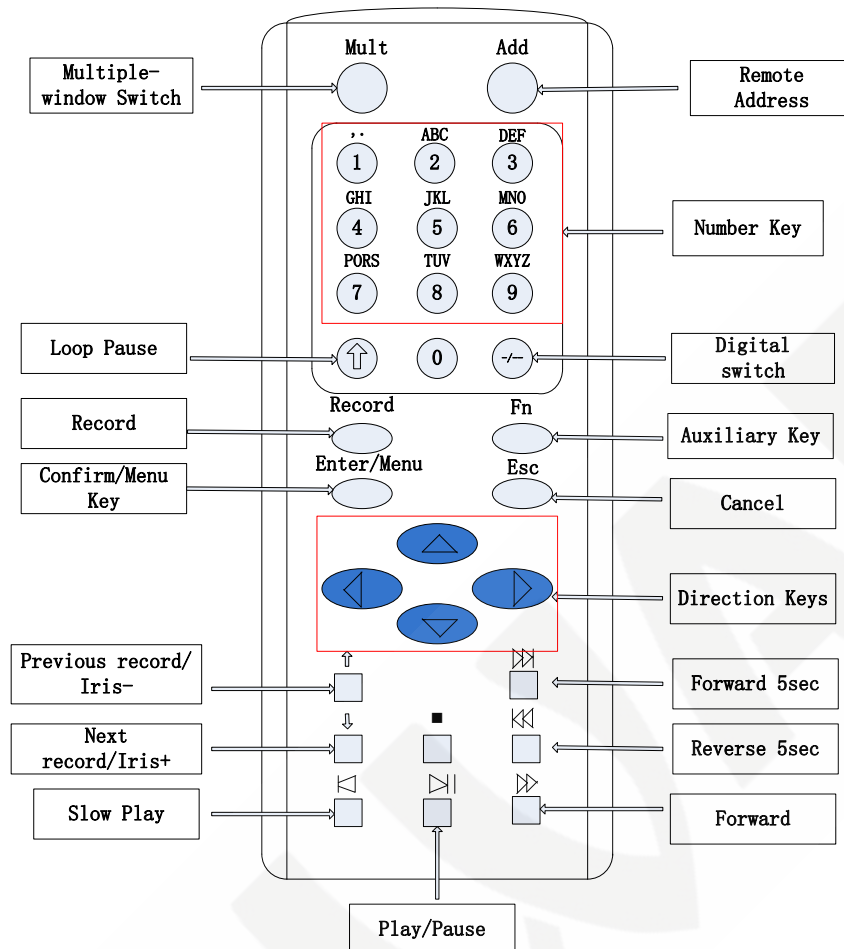 Mult
Add
Multiple-
window Switch
Remote
Address
,.
ABC
DEF
1
2
3
GHI
JKL
MNO
4
5
6
Number Key
PORS
TUV
WXYZ
7
8
9
Loop Pause
0
-/--
Digital
switch
Record
Fn
Record
Auxiliary Key
Enter/Menu
Esc
Confirm/Menu
Key
Cancel
Direction Keys
Previous record/
Iris-
Forward 5sec
Next
record/Iris+
Reverse 5sec
Slow Play
Forward
Play/Pause